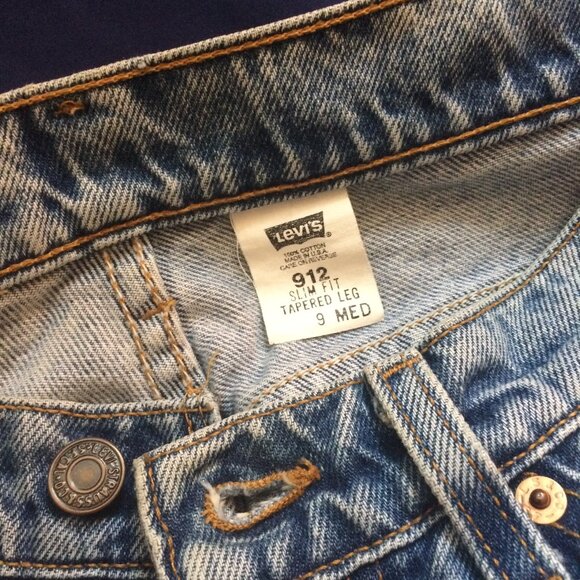 Levi's ®
100% COTTON
MADE IN U.S.A.
CARE ON REVERSE
912
SLIM FIT
TAPERED LEG
9 MED